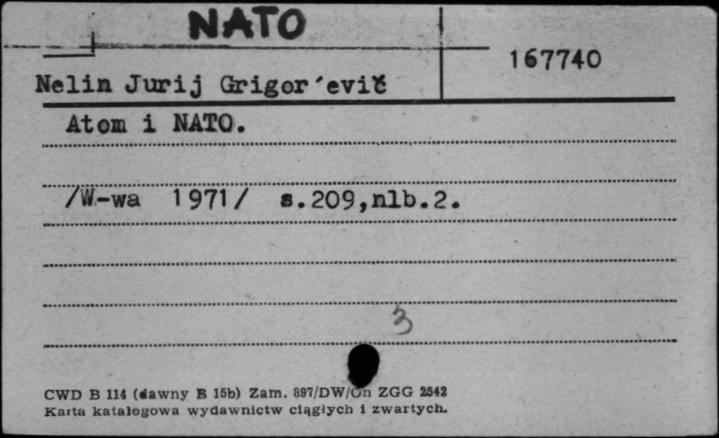 NATO
167740
Nelin Jurij Grigor´evič
Atom i NATO.
/W-wa 1971/ s.209,nlb.2.
3
CWD B 114 (dawny B 15b) Zam. 897/DW/Gn ZGG 2542
Karta katalogowa wydawnictw ciągłych i zwartych.